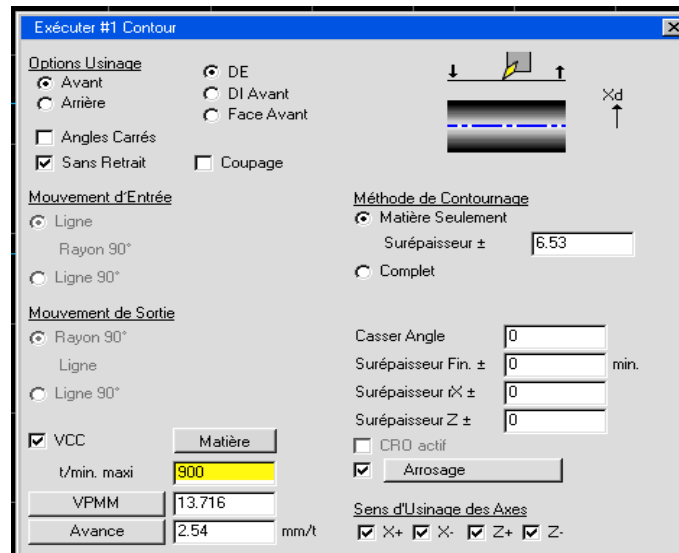 Exécuter #1 Contour
Options Usinage
Avant
Arrière
DE
DI Avant
Face Avant
Xd
Angles Carrés
Sans Retrait
Coupage
Mouvement d'Entrée
Ligne
Rayon 90°
Ligne 90°
Méthode de Contournage
Matière Seulement
Surépaisseur ± 6.53
Complet
Mouvement de Sortie
Rayon 90°
Ligne
Ligne 90°
Casser Angle 0
Surépaisseur Fin. ± 0 min.
Surépaisseur rX ± 0
Surépaisseur Z ± 0
CRO actif
Arrosage
VCC Matière
t/min. maxi 900
VPMM 13.716
Avance 2.54 mm/t
Sens d'Usinage des Axes
X+ X- Z+ Z-